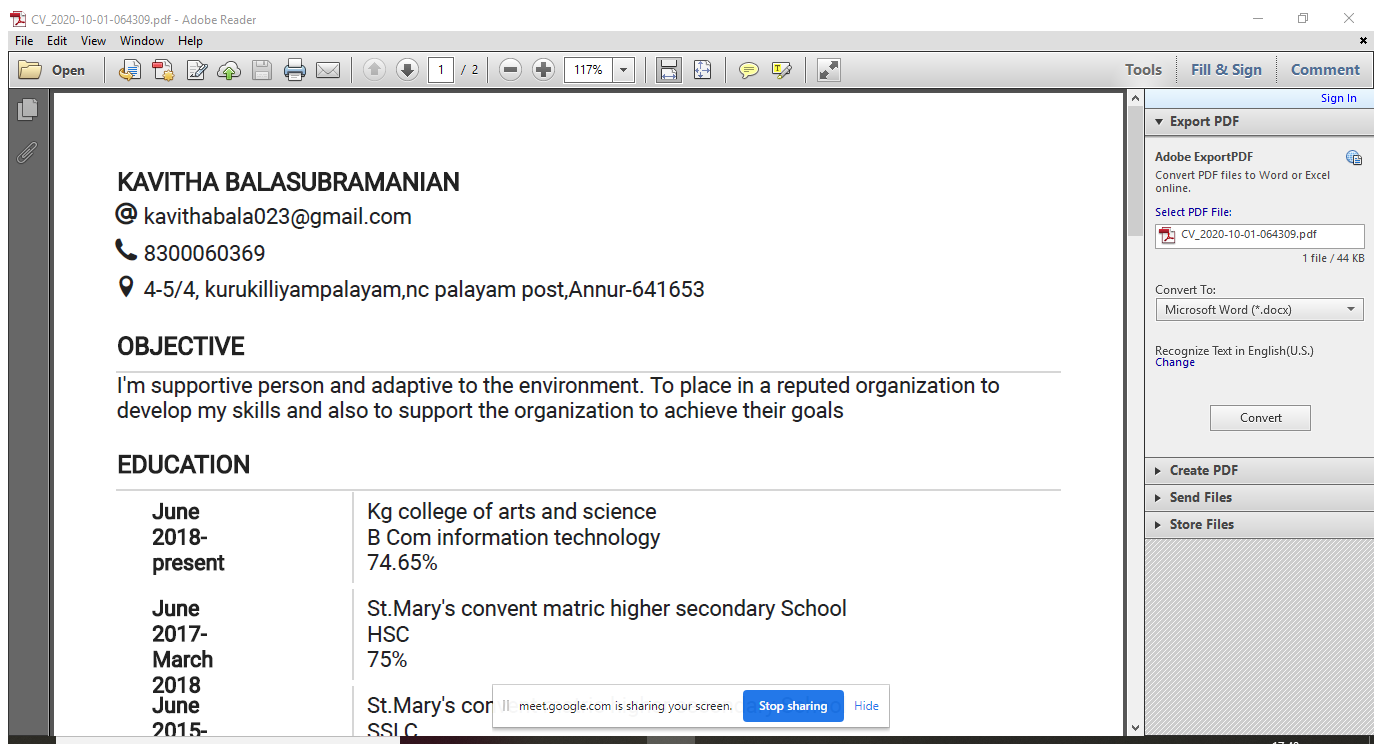 CV_2020-10-01-064309.pdf - Adobe Reader
File Edit View Window Help
Open 1 / 2 117% Tools Fill & Sign Comment
Sign In
Export PDF
Adobe ExportPDF
Convert PDF files to Word or Excel
online.
Select PDF File:
CV_2020-10-01-064309.pdf
1 file / 44 KB
Convert To:
Microsoft Word (*.docx)
Recognize Text in English(U.S.)
Change
Convert
Create PDF
Send Files
Store Files
KAVITHA BALASUBRAMANIAN
@ kavithabala023@gmail.com
8300060369
4-5/4, kurukilliyampalayam,nc palayam post,Annur-641653
OBJECTIVE
I'm supportive person and adaptive to the environment. To place in a reputed organization to
develop my skills and also to support the organization to achieve their goals
EDUCATION
June
2018-
present
Kg college of arts and science
B Com information technology
74.65%
June
2017-
March
2018
St.Mary's convent matric higher secondary School
HSC
75%
June
2015-
St.Mary's con
SSLC
meet.google.com is sharing your screen. Stop sharing Hide